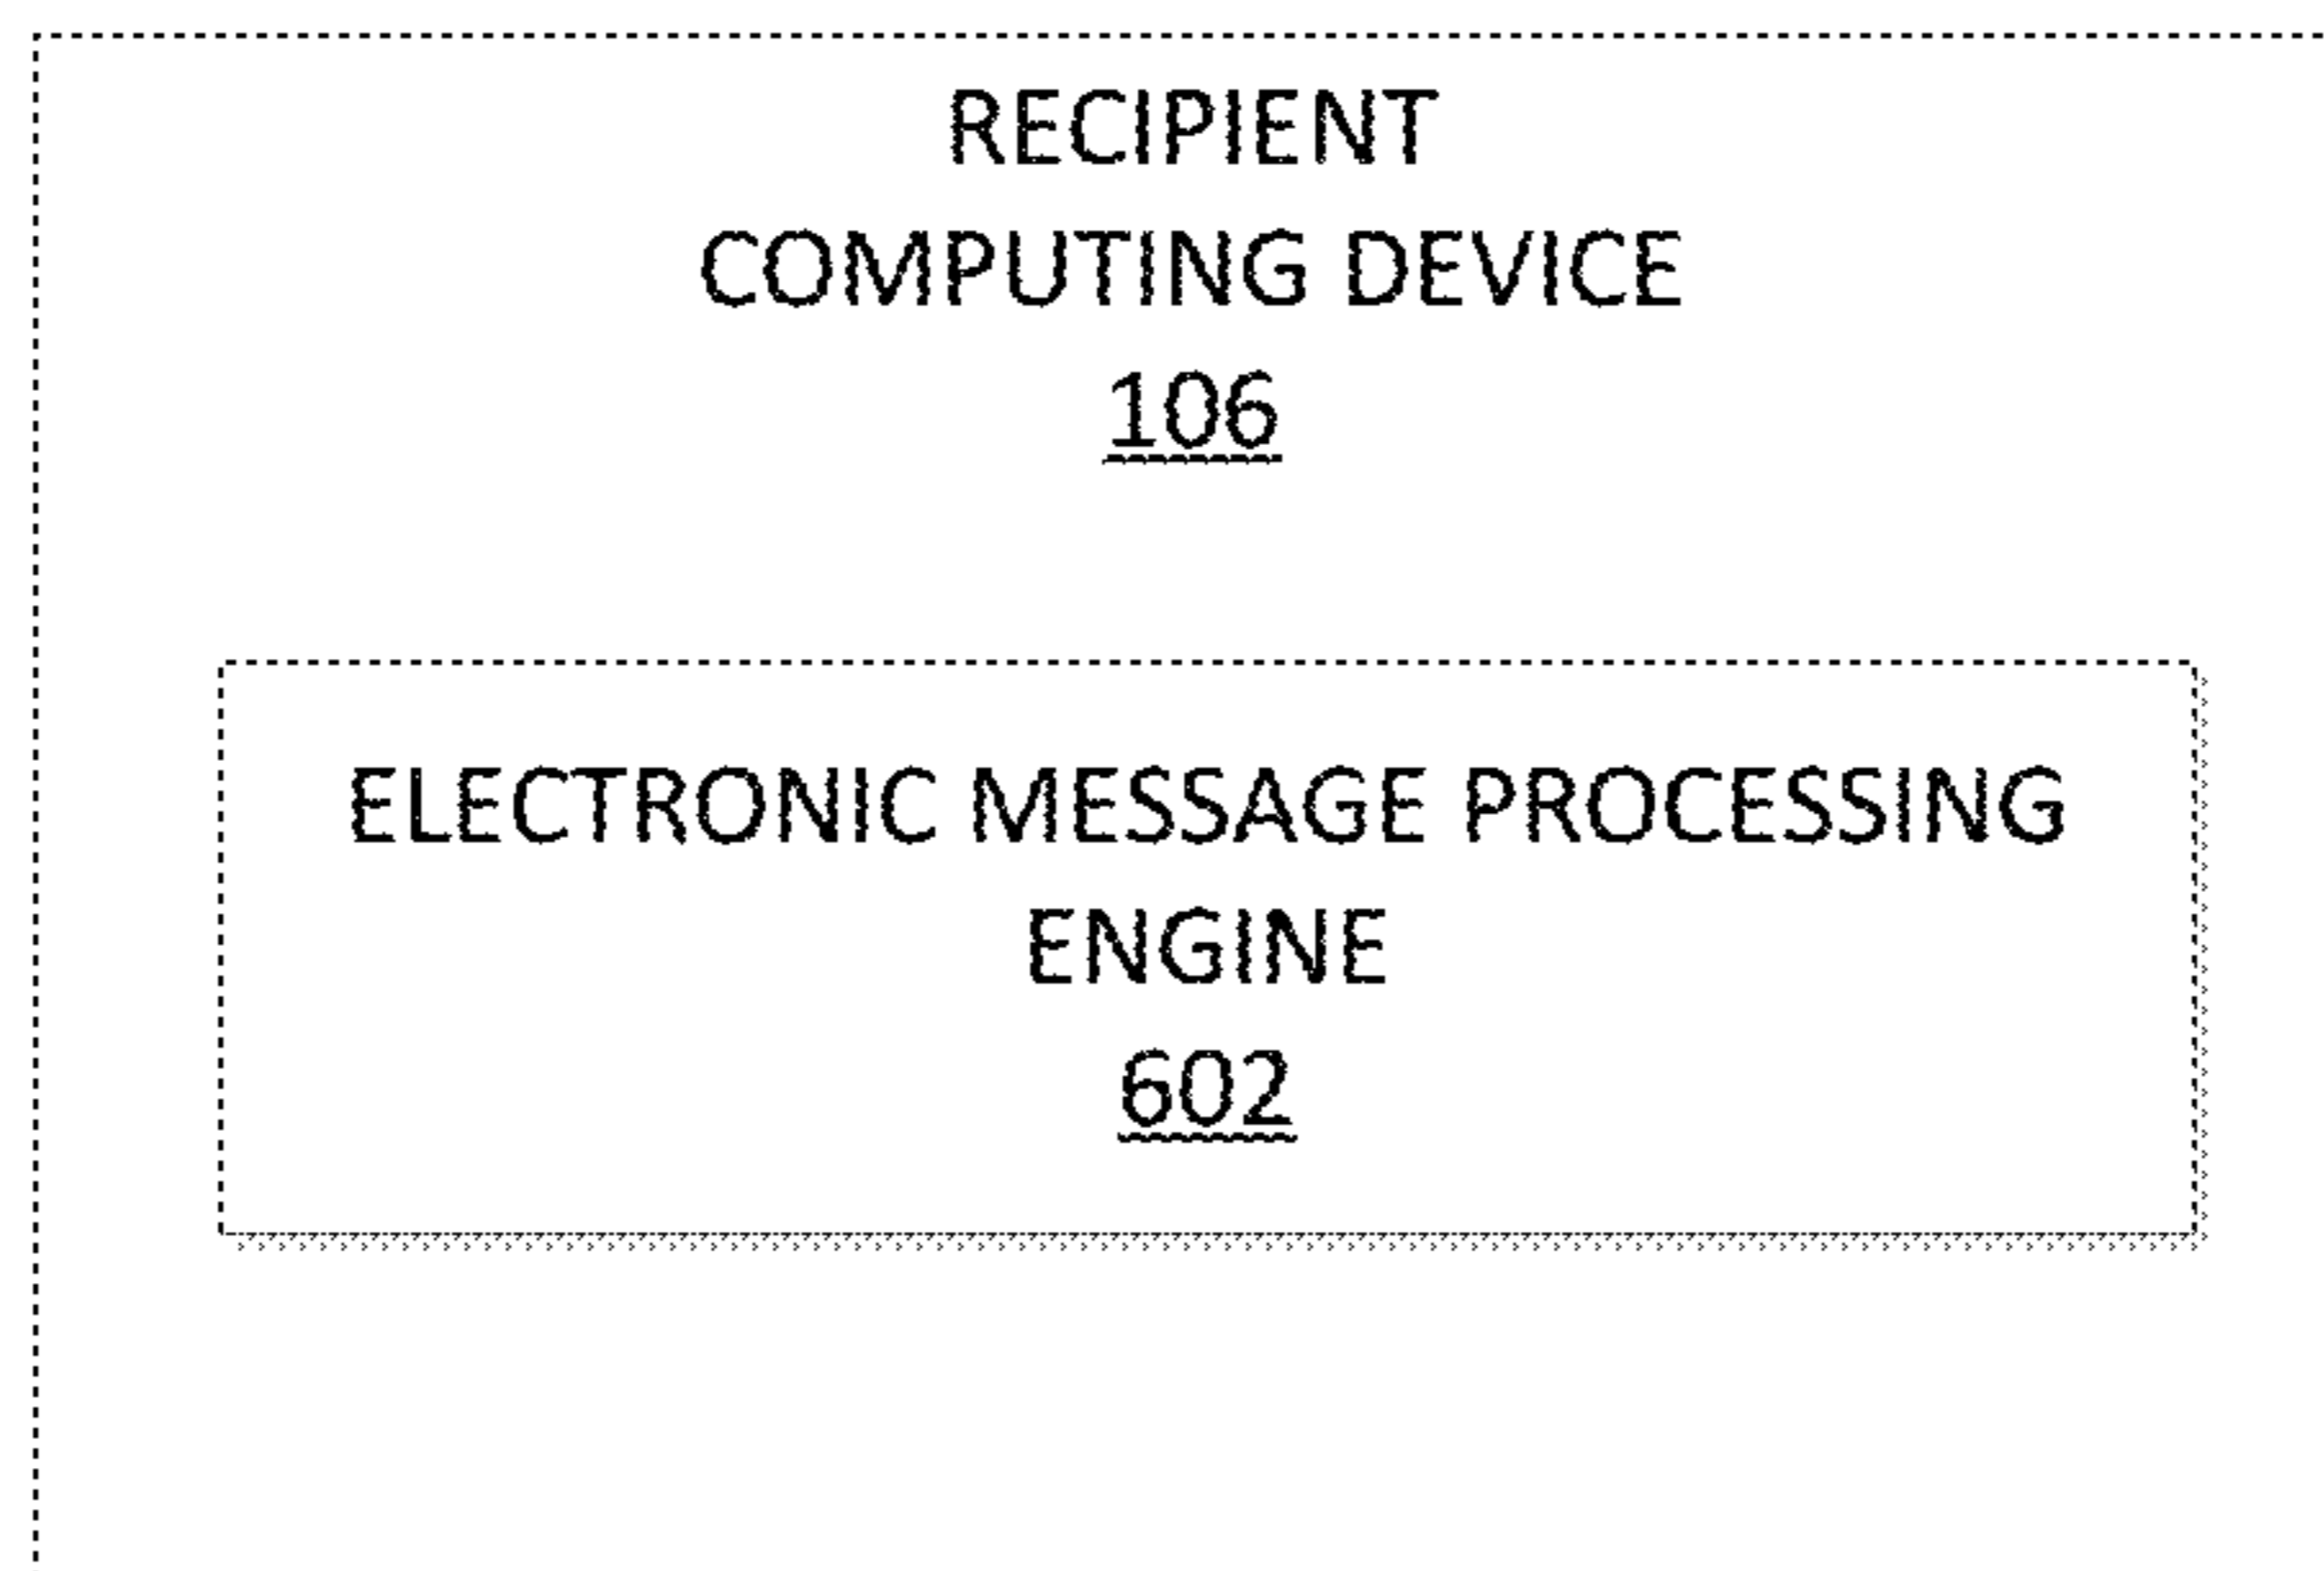 RECIPIENT
COMPUTING DEVICE
106
ELECTRONIC MESSAGE PROCESSING
ENGINE
602